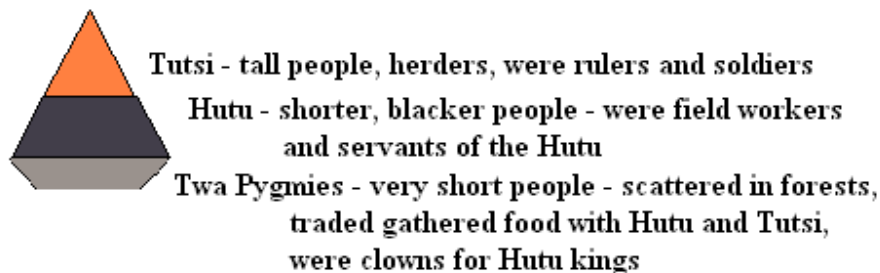 Tutsi - tall people, herders, were rulers and soldiers
Hutu - shorter, blacker people - were field workers
and servants of the Hutu
Twa Pygmies - very short people - scattered in forests,
traded gathered food with Hutu and Tutsi,
were clowns for Hutu kings